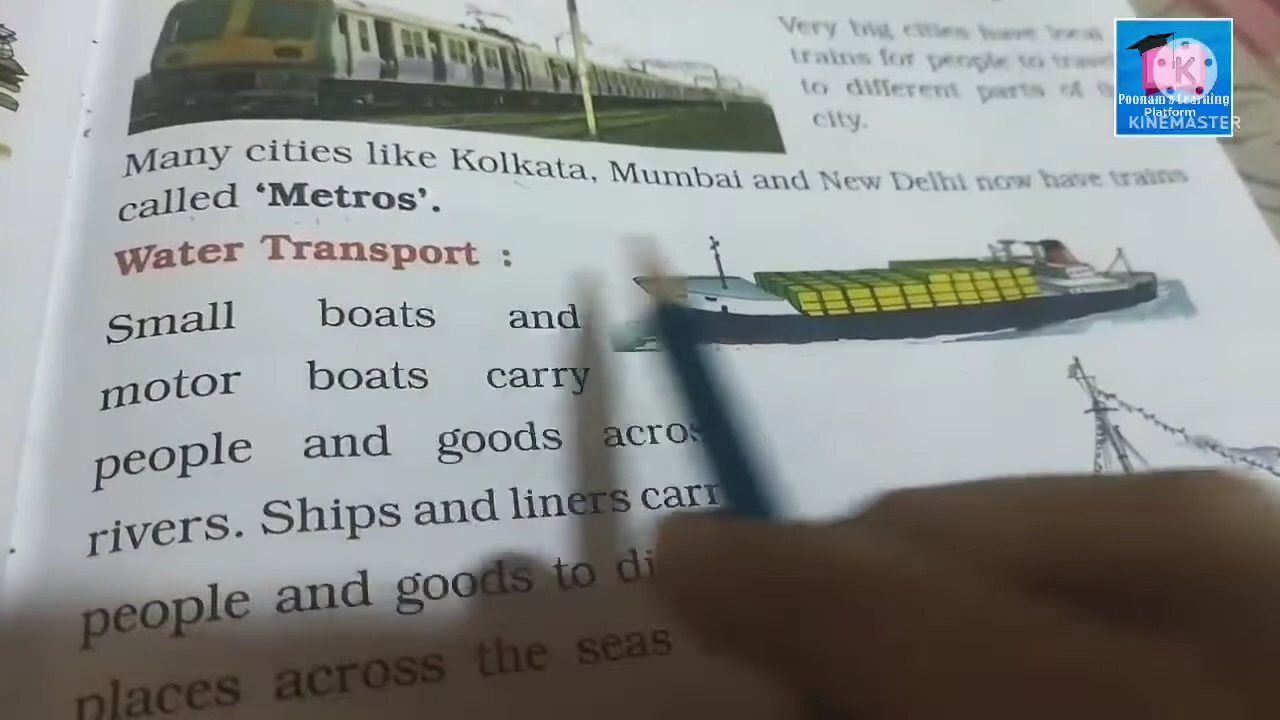 Very big cities have local
trains for people to travel
to different parts of
city.
Many cities like Kolkata, Mumbai and New Delhi now have trains
called ‘Metros’.
Water Transport :
Small boats and
motor boats carry
people and goods across
rivers. Ships and liners carry
people and goods to
places across the seas
Poonam's Learning
Platform
KINEMASTER